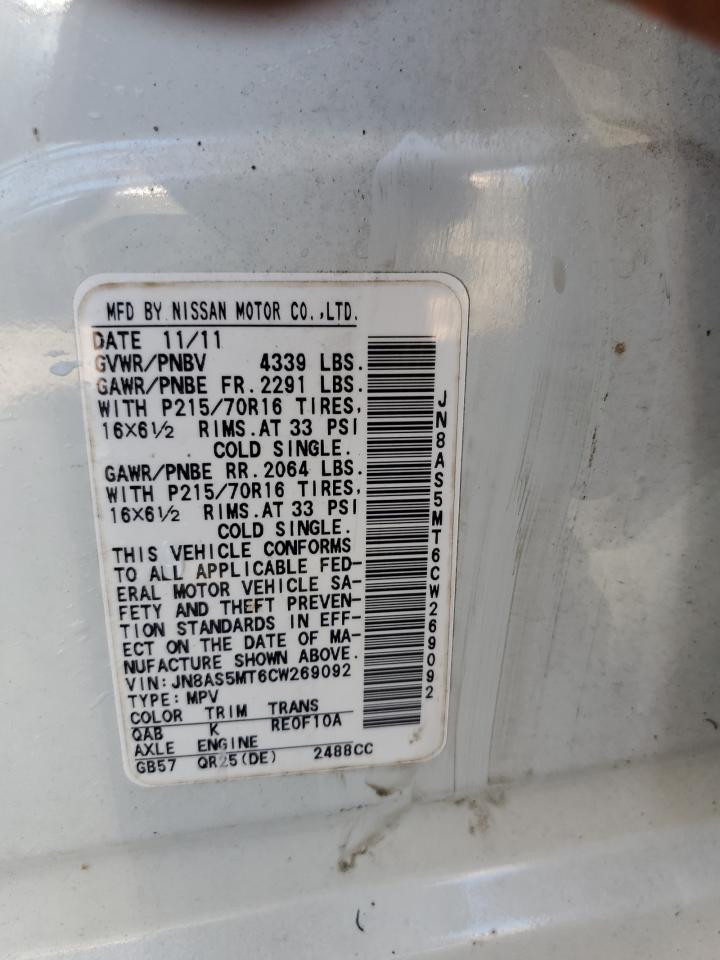 MFD BY NISSAN MOTOR CO.,LTD.
DATE 11/11
GVWR/PNBV 4339 LBS.
GAWR/PNBE FR.2291 LBS.
WITH P215/70R16 TIRES,
16X6½ RIMS.AT 33 PSI
COLD SINGLE.
GAWR/PNBE RR.2064 LBS.
WITH P215/70R16 TIRES,
16X6½ RIMS.AT 33 PSI
COLD SINGLE.
THIS VEHICLE CONFORMS
TO ALL APPLICABLE FED-
ERAL MOTOR VEHICLE SA-
FETY AND THEFT PREVEN-
TION STANDARDS IN EFF-
ECT ON THE DATE OF MA-
NUFACTURE SHOWN ABOVE.
VIN:JN8AS5MT6CW269092
TYPE:MPV
COLOR TRIM TRANS
QAB K RE0F10A
AXLE ENGINE
GB57 QR25(DE) 2488CC
JN8AS5MT6CW269092